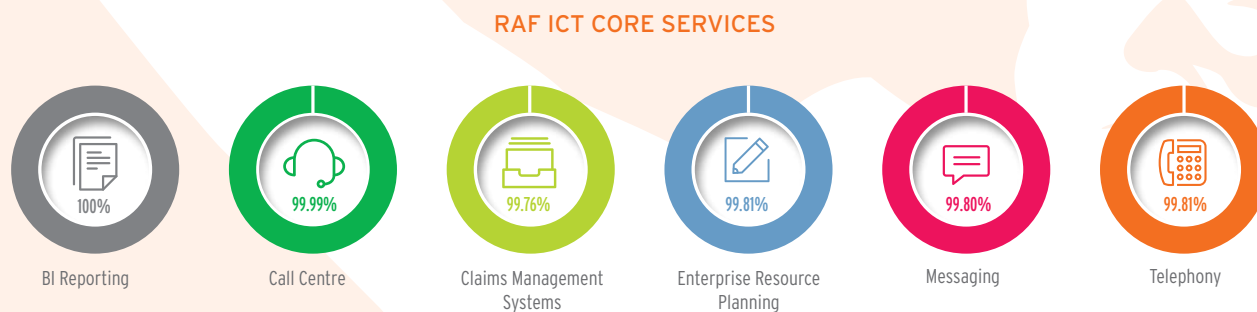 RAF ICT CORE SERVICES
100%
99.99%
99.76%
99.81%
99.80%
99.81%
BI Reporting
Call Centre
Claims Management
Systems
Enterprise Resource
Planning
Messaging
Telephony